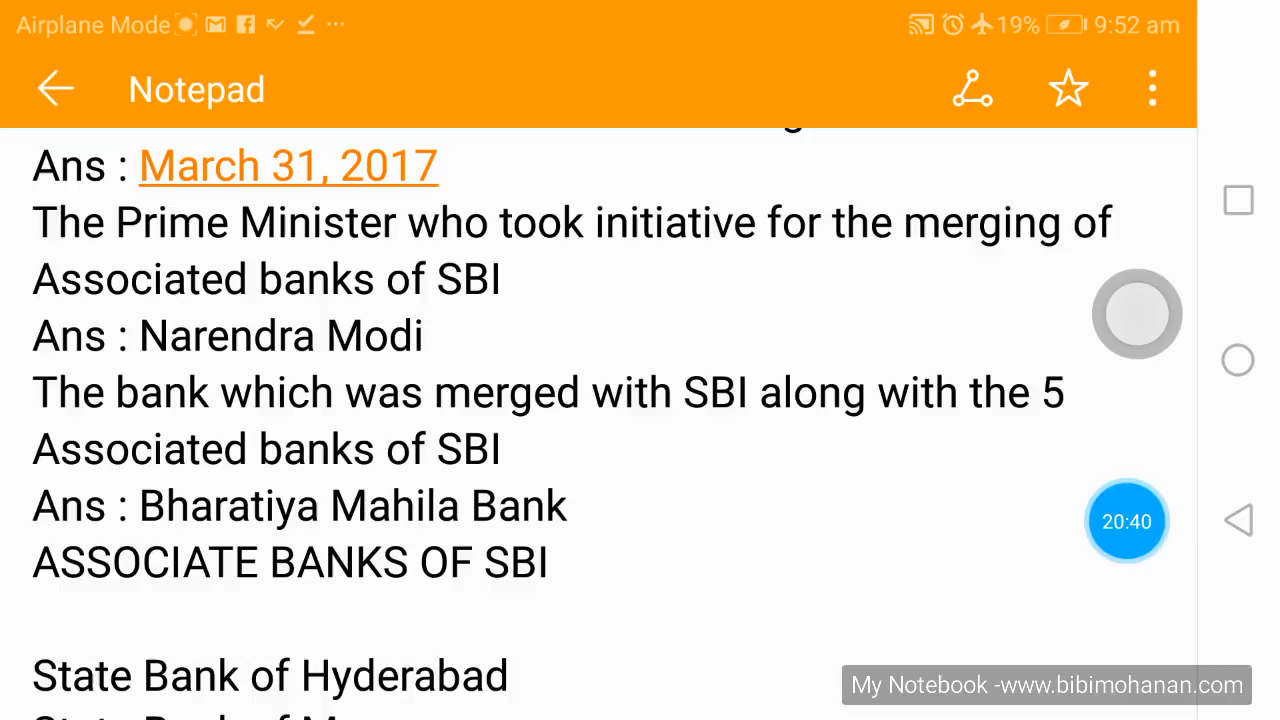 Airplane Mode ... 19% 9:52 am
Notepad
Ans : March 31, 2017
The Prime Minister who took initiative for the merging of
Associated banks of SBI
Ans : Narendra Modi
The bank which was merged with SBI along with the 5
Associated banks of SBI
Ans : Bharatiya Mahila Bank
20:40
ASSOCIATE BANKS OF SBI
State Bank of Hyderabad
State Bank of
My Notebook -www.bibimohanan.com